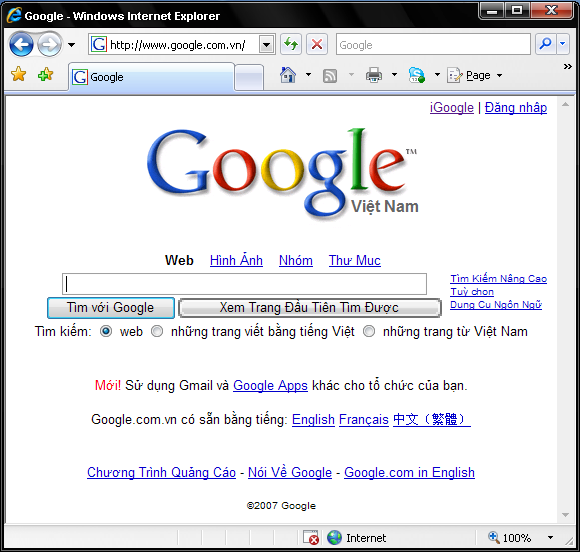 Google - Windows Internet Explorer
http://www.google.com.vn/
Google
Google
Page
iGoogle | Đăng nhập
Google™
Việt Nam
Web Hình Ảnh Nhóm Thư Mục
Tìm Kiếm Nâng Cao
Tuỳ chọn
Dụng Cụ Ngôn Ngữ
Tìm với Google Xem Trang Đầu Tiên Tìm Được
Tìm kiếm: web những trang viết bằng tiếng Việt những trang từ Việt Nam
Mới! Sử dụng Gmail và Google Apps khác cho tổ chức của bạn.
Google.com.vn có sẵn bằng tiếng: English Français 中文（繁體）
Chương Trình Quảng Cáo - Nói Về Google - Google.com in English
©2007 Google
Internet
100%